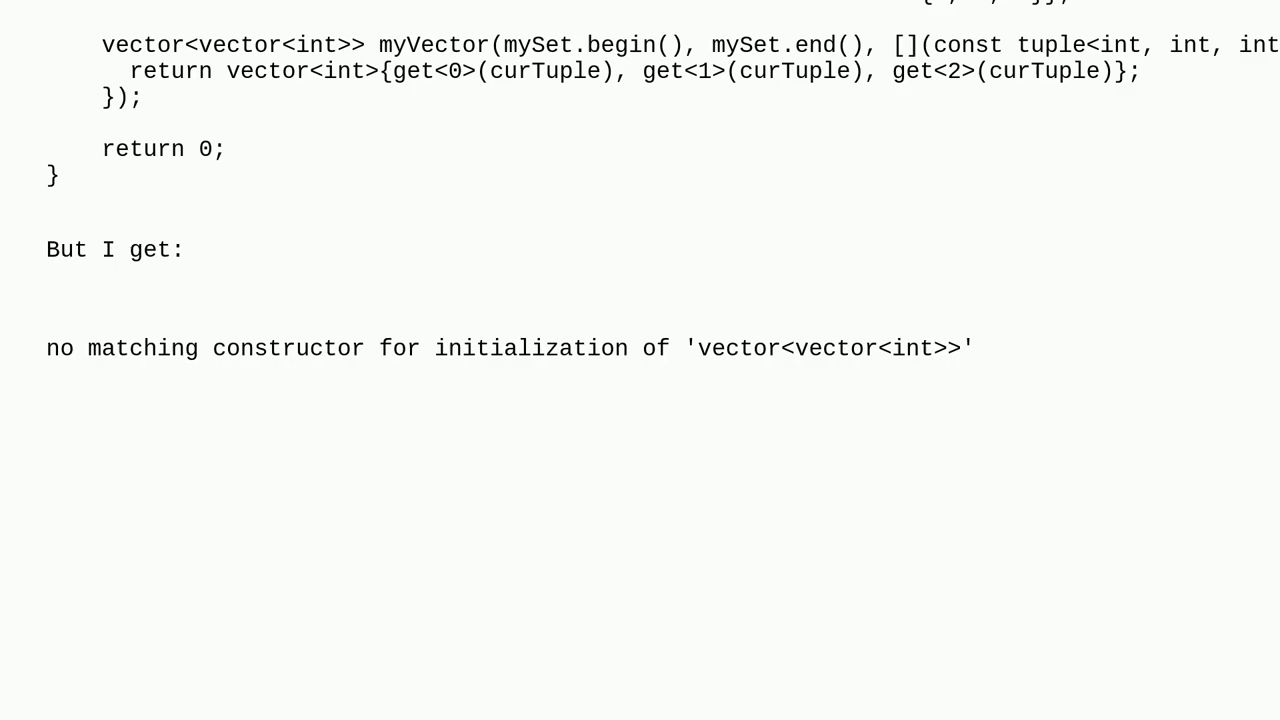 vector<vector<int>> myVector(mySet.begin(), mySet.end(), [](const tuple<int, int, int
return vector<int>{get<0>(curTuple), get<1>(curTuple), get<2>(curTuple)};
});
return 0;
}
But I get:
no matching constructor for initialization of 'vector<vector<int>>'